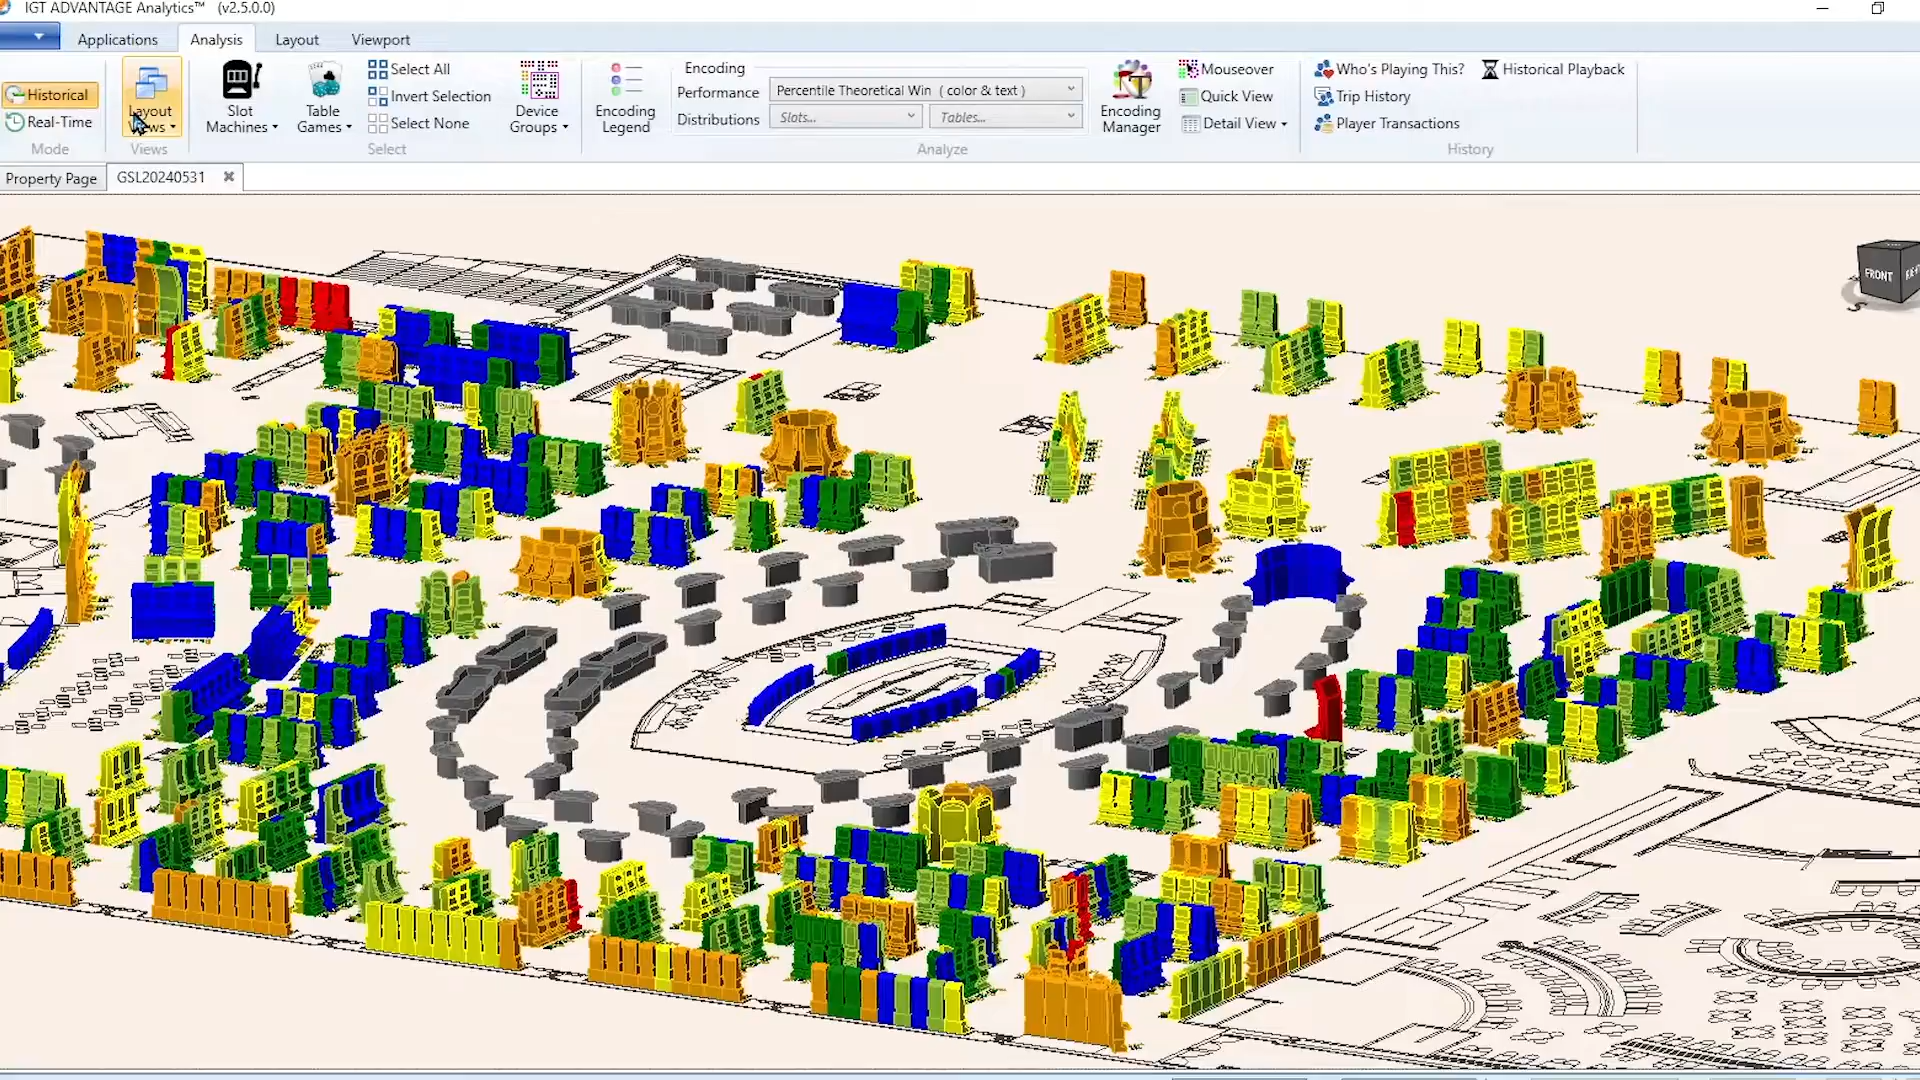 IGT ADVANTAGE Analytics™ (v2.5.0.0)
Applications Analysis Layout Viewport
Historical
Real-Time
Mode
Layout
Views
Slot
Machines
Table
Games
Select All
Invert Selection
Select None
Select
Device
Groups
Encoding
Legend
Encoding
Performance Percentile Theoretical Win ( color & text )
Distributions Slots... Tables...
Encoding
Manager
Mouseover
Quick View
Detail View
Analyze
Who's Playing This?
Trip History
Player Transactions
Historical Playback
History
Property Page GSL20240531
FRONT